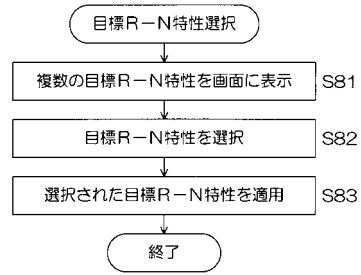 目標R－N特性選択
複数の目標R－N特性を画面に表示 S81
目標R－N特性を選択 S82
選択された目標R－N特性を適用 S83
終了